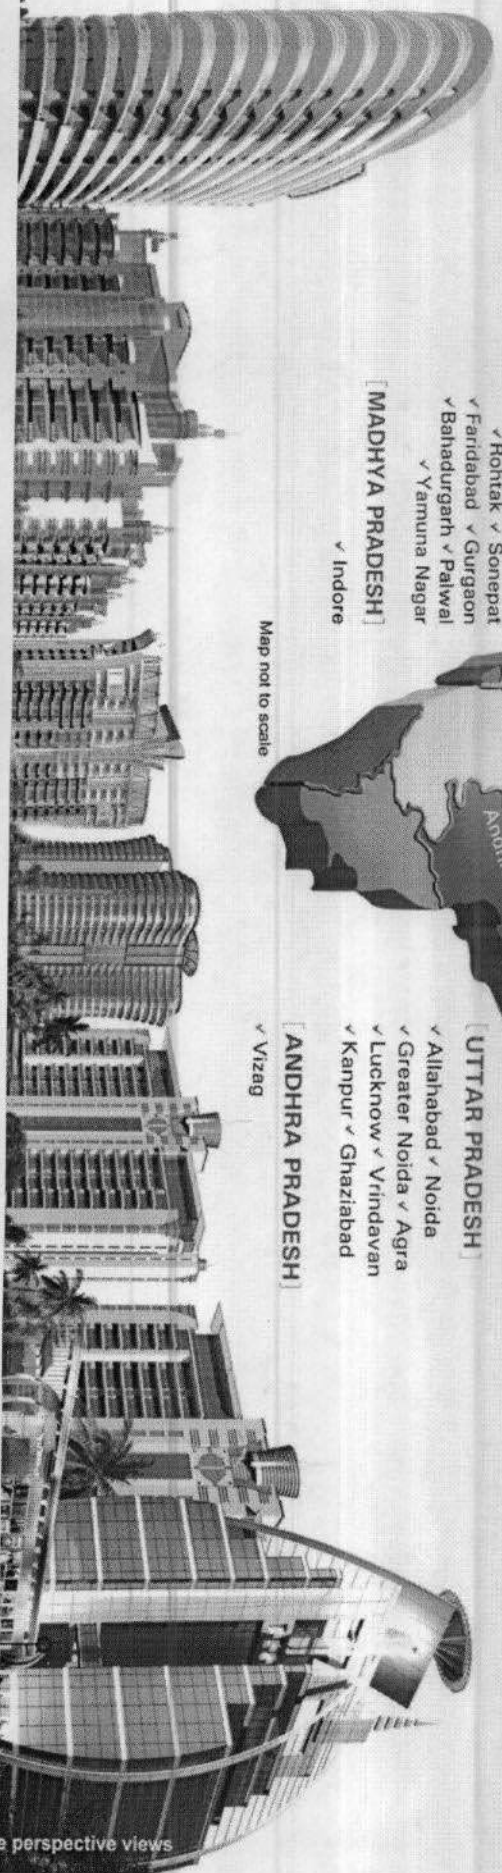 ✓ Rohtak ✓ Sonepat
✓ Faridabad ✓ Gurgaon
✓ Bahadurgarh ✓ Palwal
✓ Yamuna Nagar
[MADHYA PRADESH]
✓ Indore
Map not to scale
[UTTAR PRADESH]
✓ Allahabad ✓ Noida
✓ Greater Noida ✓ Agra
✓ Lucknow ✓ Vrindavan
✓ Kanpur ✓ Ghaziabad
[ANDHRA PRADESH]
✓ Vizag
perspective views